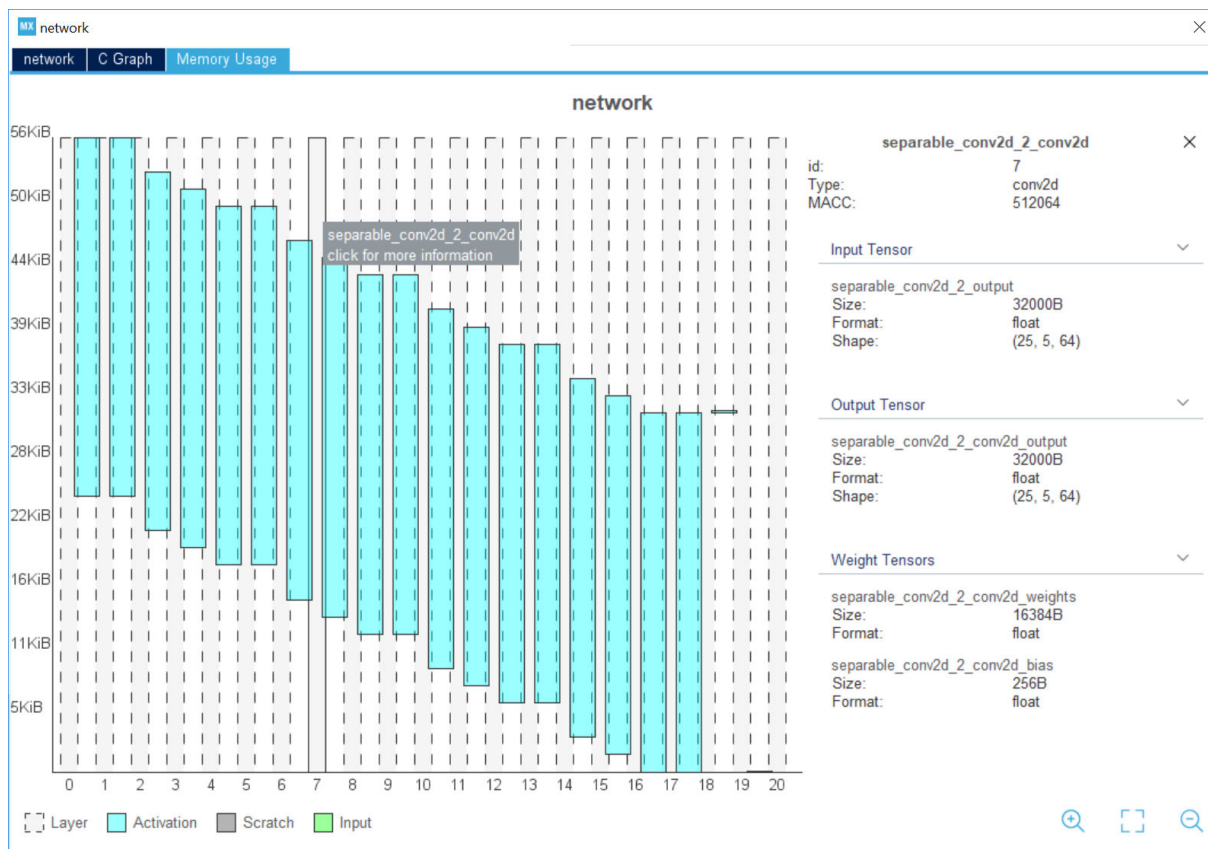 MX network
network C Graph Memory Usage
network
56KiB
50KiB
44KiB
39KiB
33KiB
28KiB
22KiB
16KiB
11KiB
5KiB
0 1 2 3 4 5 6 7 8 9 10 11 12 13 14 15 16 17 18 19 20
separable_conv2d_2_conv2d
click for more information
Layer Activation Scratch Input
separable_conv2d_2_conv2d
id: 7
Type: conv2d
MACC: 512064
Input Tensor
separable_conv2d_2_output
Size: 32000B
Format: float
Shape: (25, 5, 64)
Output Tensor
separable_conv2d_2_conv2d_output
Size: 32000B
Format: float
Shape: (25, 5, 64)
Weight Tensors
separable_conv2d_2_conv2d_weights
Size: 16384B
Format: float
separable_conv2d_2_conv2d_bias
Size: 256B
Format: float